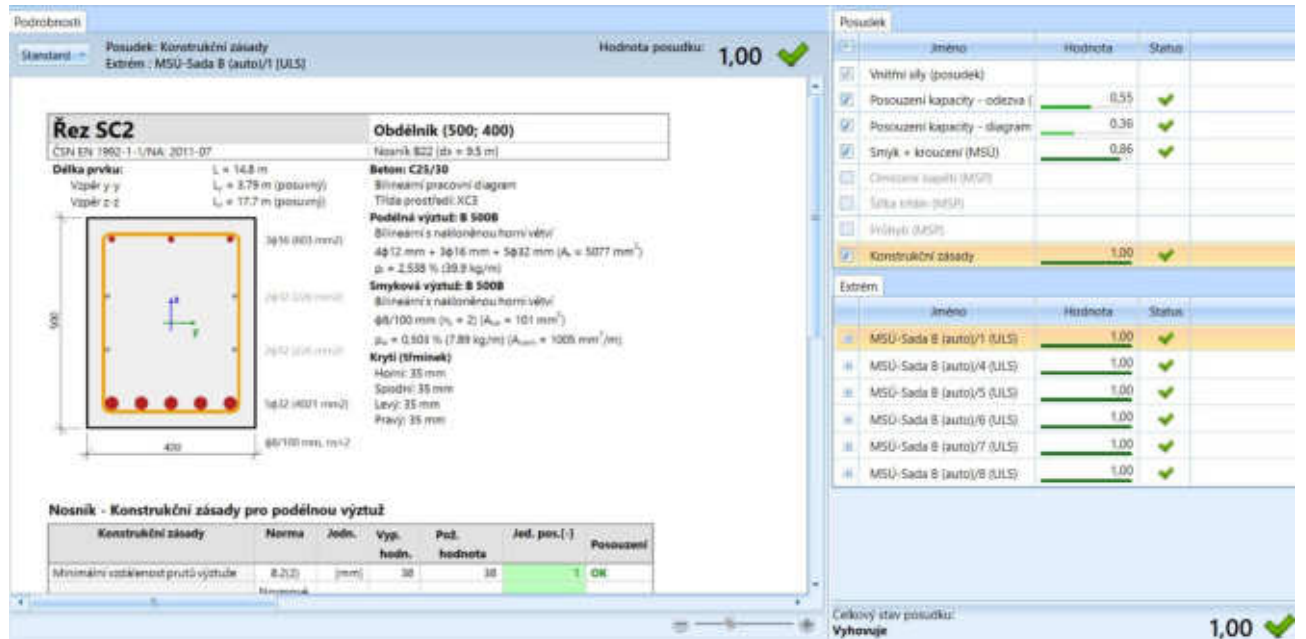 Podrobnosti
Standard
Posudek: Konstrukční zásady
Extrém : MSÚ-Sada B (auto)/1 (ULS)
Hodnota posudku: 1,00
Řez SC2
Obdélník (500; 400)
ČSN EN 1992-1-1/NA: 2011-07
Nosník B22 (dx = 9.5 m)
Délka prvku: L = 14.8 m
Vzpěr y-y = 3.79 m (posuvný)
Vzpěr z-z = 17.7 m (posuvný)
Beton: C25/30
Bilineární pracovní diagram
Třída prostředí: XC3
Podélná výztuž: B 500B
Bilineární s nakloněnou horní větví
4ϕ12 mm + 3ϕ16 mm + 5ϕ32 mm (Aₛ = 5077 mm²)
= 2,538 % (39.9 kg/m)
Smyková výztuž: B 500B
Bilineární s nakloněnou horní větví
ϕ8/100 mm (nₛ = 2) = 101 mm²)
= 0,503 % (7.89 kg/m) = 1005 mm²/m)
Krytí (třmínek)
Horní: 35 mm
Spodní: 35 mm
Levý: 35 mm
Pravý: 35 mm
3ϕ16 (603 mm2)
2ϕ12 (226 mm2)
2ϕ12 (226 mm2)
5ϕ32 (4021 mm2)
ϕ8/100 mm, ns=2
500
400
z
y
Nosník - Konstrukční zásady pro podélnou výztuž
Konstrukční zásady Norma Jedn. Vyp. hodn. Pož. hodnota Jed. pos.[-] Posouzení
Minimální vzdálenost prutů výztuže 8.2(2) [mm] 38 38 1 OK
Posudek
Jméno Hodnota Status
Vnitřní síly (posudek)
Posouzení kapacity - odezva ( 0,55
Posouzení kapacity - diagram 0,36
Smyk + kroucení (MSÚ) 0,86
Omezení napětí (MSP)
Šířka trhlin (MSP)
Průhyb (MSP)
Konstrukční zásady 1,00
Extrém
Jméno Hodnota Status
MSÚ-Sada B (auto)/1 (ULS) 1,00
MSÚ-Sada B (auto)/4 (ULS) 1,00
MSÚ-Sada B (auto)/5 (ULS) 1,00
MSÚ-Sada B (auto)/6 (ULS) 1,00
MSÚ-Sada B (auto)/7 (ULS) 1,00
MSÚ-Sada B (auto)/8 (ULS) 1,00
Celkový stav posudku:
Vyhovuje 1,00